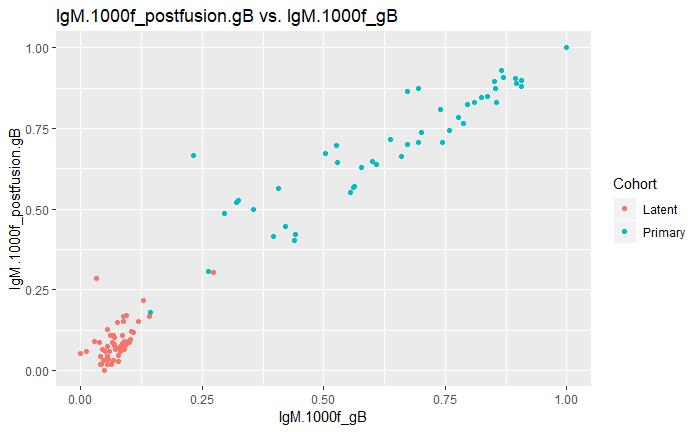 IgM.1000f_postfusion.gB vs. IgM.1000f_gB
1.00
0.75
0.50
0.25
0.00
IgM.1000f_postfusion.gB
0.00 0.25 0.50 0.75 1.00
IgM.1000f_gB
Cohort
Latent
Primary